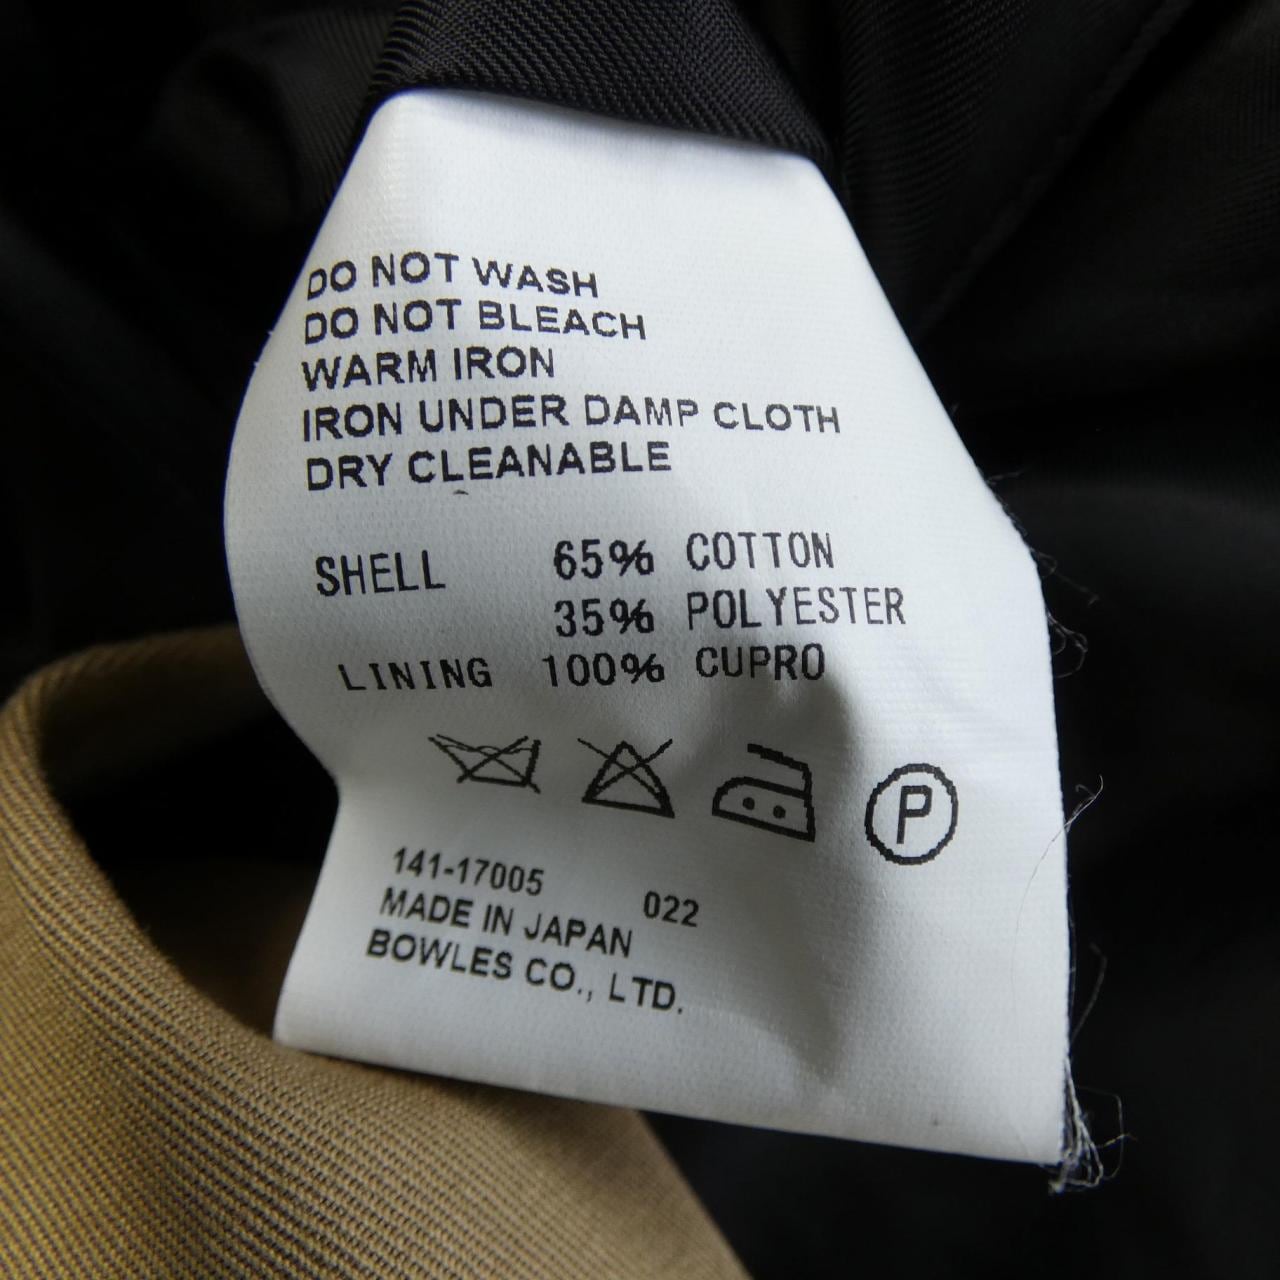 DO NOT WASH
DO NOT BLEACH
WARM IRON
IRON UNDER DAMP CLOTH
DRY CLEANABLE
SHELL 65% COTTON
35% POLYESTER
LINING 100% CUPRO
P
141-17005 022
MADE IN JAPAN
BOWLES CO., LTD.